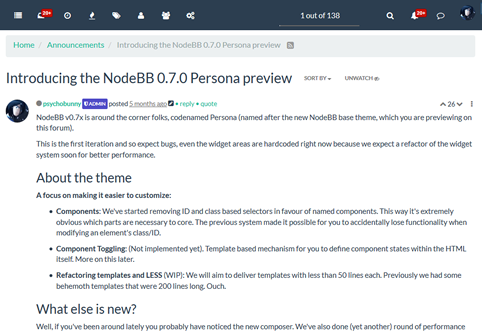 20+
1 out of 138
20+
Home / Announcements / Introducing the NodeBB 0.7.0 Persona preview
Introducing the NodeBB 0.7.0 Persona preview SORT BY UNWATCH
psychobunny ADMIN posted 5 months ago • reply • quote 26
NodeBB v0.7x is around the corner folks, codenamed Persona (named after the new NodeBB base theme, which you are previewing on
this forum).
This is the first iteration and so expect bugs, even the widget areas are hardcoded right now because we expect a refactor of the widget
system soon for better performance.
About the theme
A focus on making it easier to customize:
• Components: We've started removing ID and class based selectors in favour of named components. This way it's extremely
obvious which parts are necessary to core. The previous system made it possible for you to accidentally lose functionality when
modifying an element's class/ID.
• Component Toggling: (Not implemented yet). Template based mechanism for you to define component states within the HTML
itself. More on this later.
• Refactoring templates and LESS (WIP): We will aim to deliver templates with less than 50 lines each. Previously we had some
behemoth templates that were 200 lines long. Ouch.
What else is new?
Well, if you've been around lately you probably have noticed the new composer. We've also done (yet another) round of performance